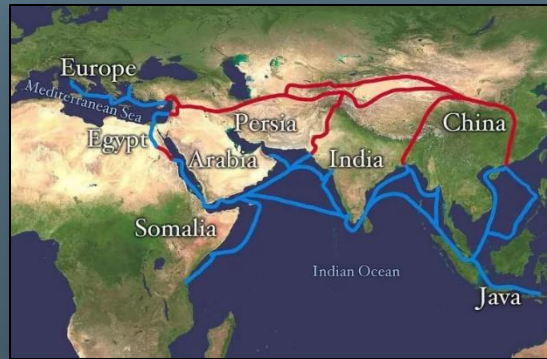 Europe
Mediterranean Sea
Egypt
Persia
China
Arabia
India
Somalia
Indian Ocean
Java